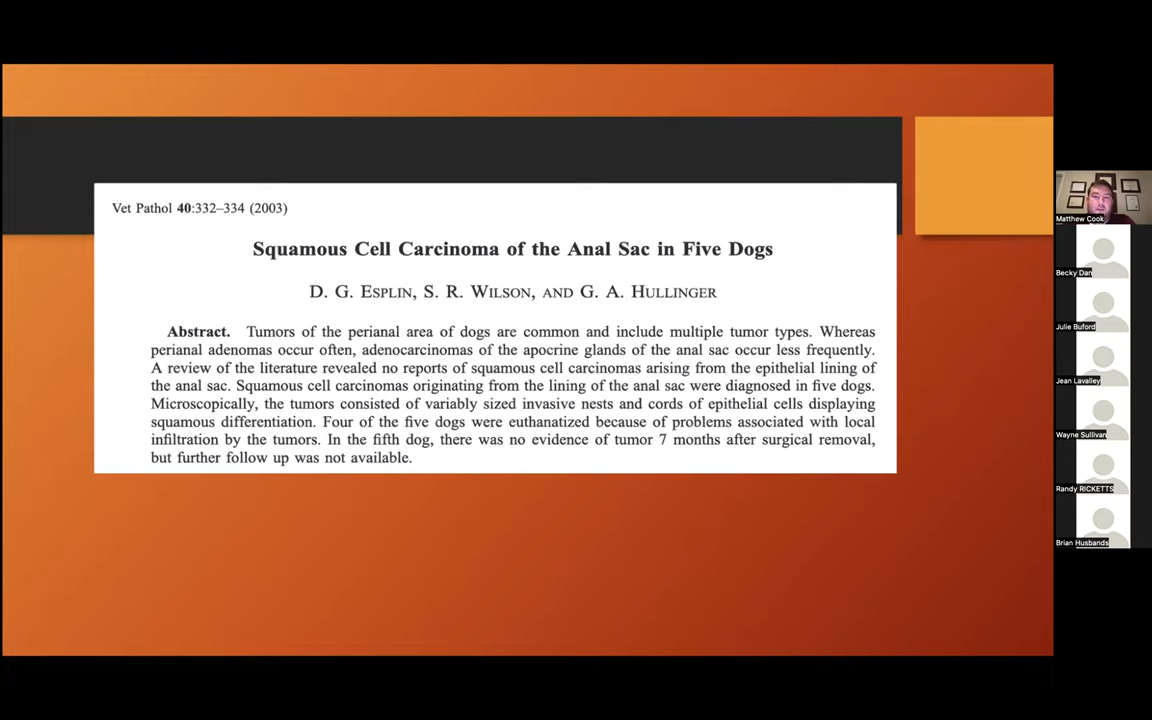 Vet Pathol 40:332–334 (2003)
Squamous Cell Carcinoma of the Anal Sac in Five Dogs
D. G. ESPLIN, S. R. WILSON, AND G. A. HULLINGER
Abstract. Tumors of the perianal area of dogs are common and include multiple tumor types. Whereas
perianal adenomas occur often, adenocarcinomas of the apocrine glands of the anal sac occur less frequently.
A review of the literature revealed no reports of squamous cell carcinomas arising from the epithelial lining of
the anal sac. Squamous cell carcinomas originating from the lining of the anal sac were diagnosed in five dogs.
Microscopically, the tumors consisted of variably sized invasive nests and cords of epithelial cells displaying
squamous differentiation. Four of the five dogs were euthanatized because of problems associated with local
infiltration by the tumors. In the fifth dog, there was no evidence of tumor 7 months after surgical removal,
but further follow up was not available.
Matthew Cook
Becky Dan
Julie Buford
Jean Lavalley
Wayne Sullivan
Randy RICKETTS
Brian Husbands